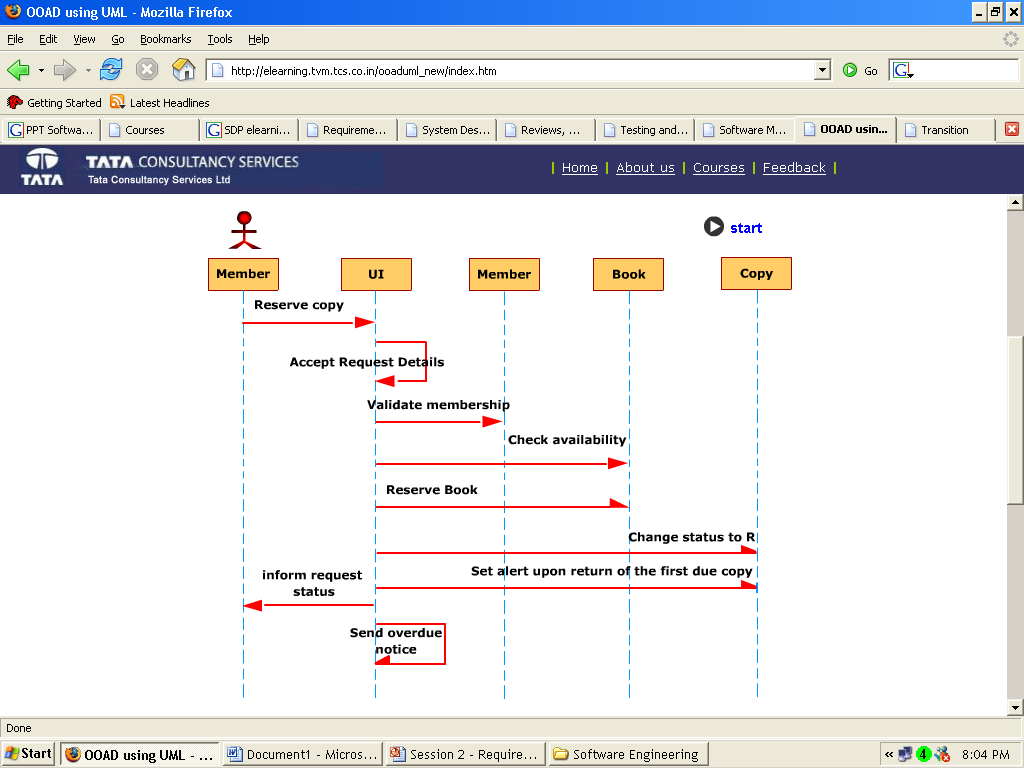 OOAD using UML - Mozilla Firefox
File Edit View Go Bookmarks Tools Help
http://elearning.tvm.tcs.co.in/ooaduml_new/index.htm Go G
Getting Started Latest Headlines
G PPT Softwa... Courses G SDP elearni... Requireme... System Des... Reviews, ... Testing and... Software M... OOAD usin... Transition
TATA TATA CONSULTANCY SERVICES
Tata Consultancy Services Ltd
| Home | About us | Courses | Feedback |
start
Member UI Member Book Copy
Reserve copy
Accept Request Details
Validate membership
Check availability
Reserve Book
Change status to R
Set alert upon return of the first due copy
inform request
status
Send overdue
notice
Done
Start OOAD using UML - ... Document1 - Micros... Session 2 - Require... Software Engineering « 4 8:04 PM